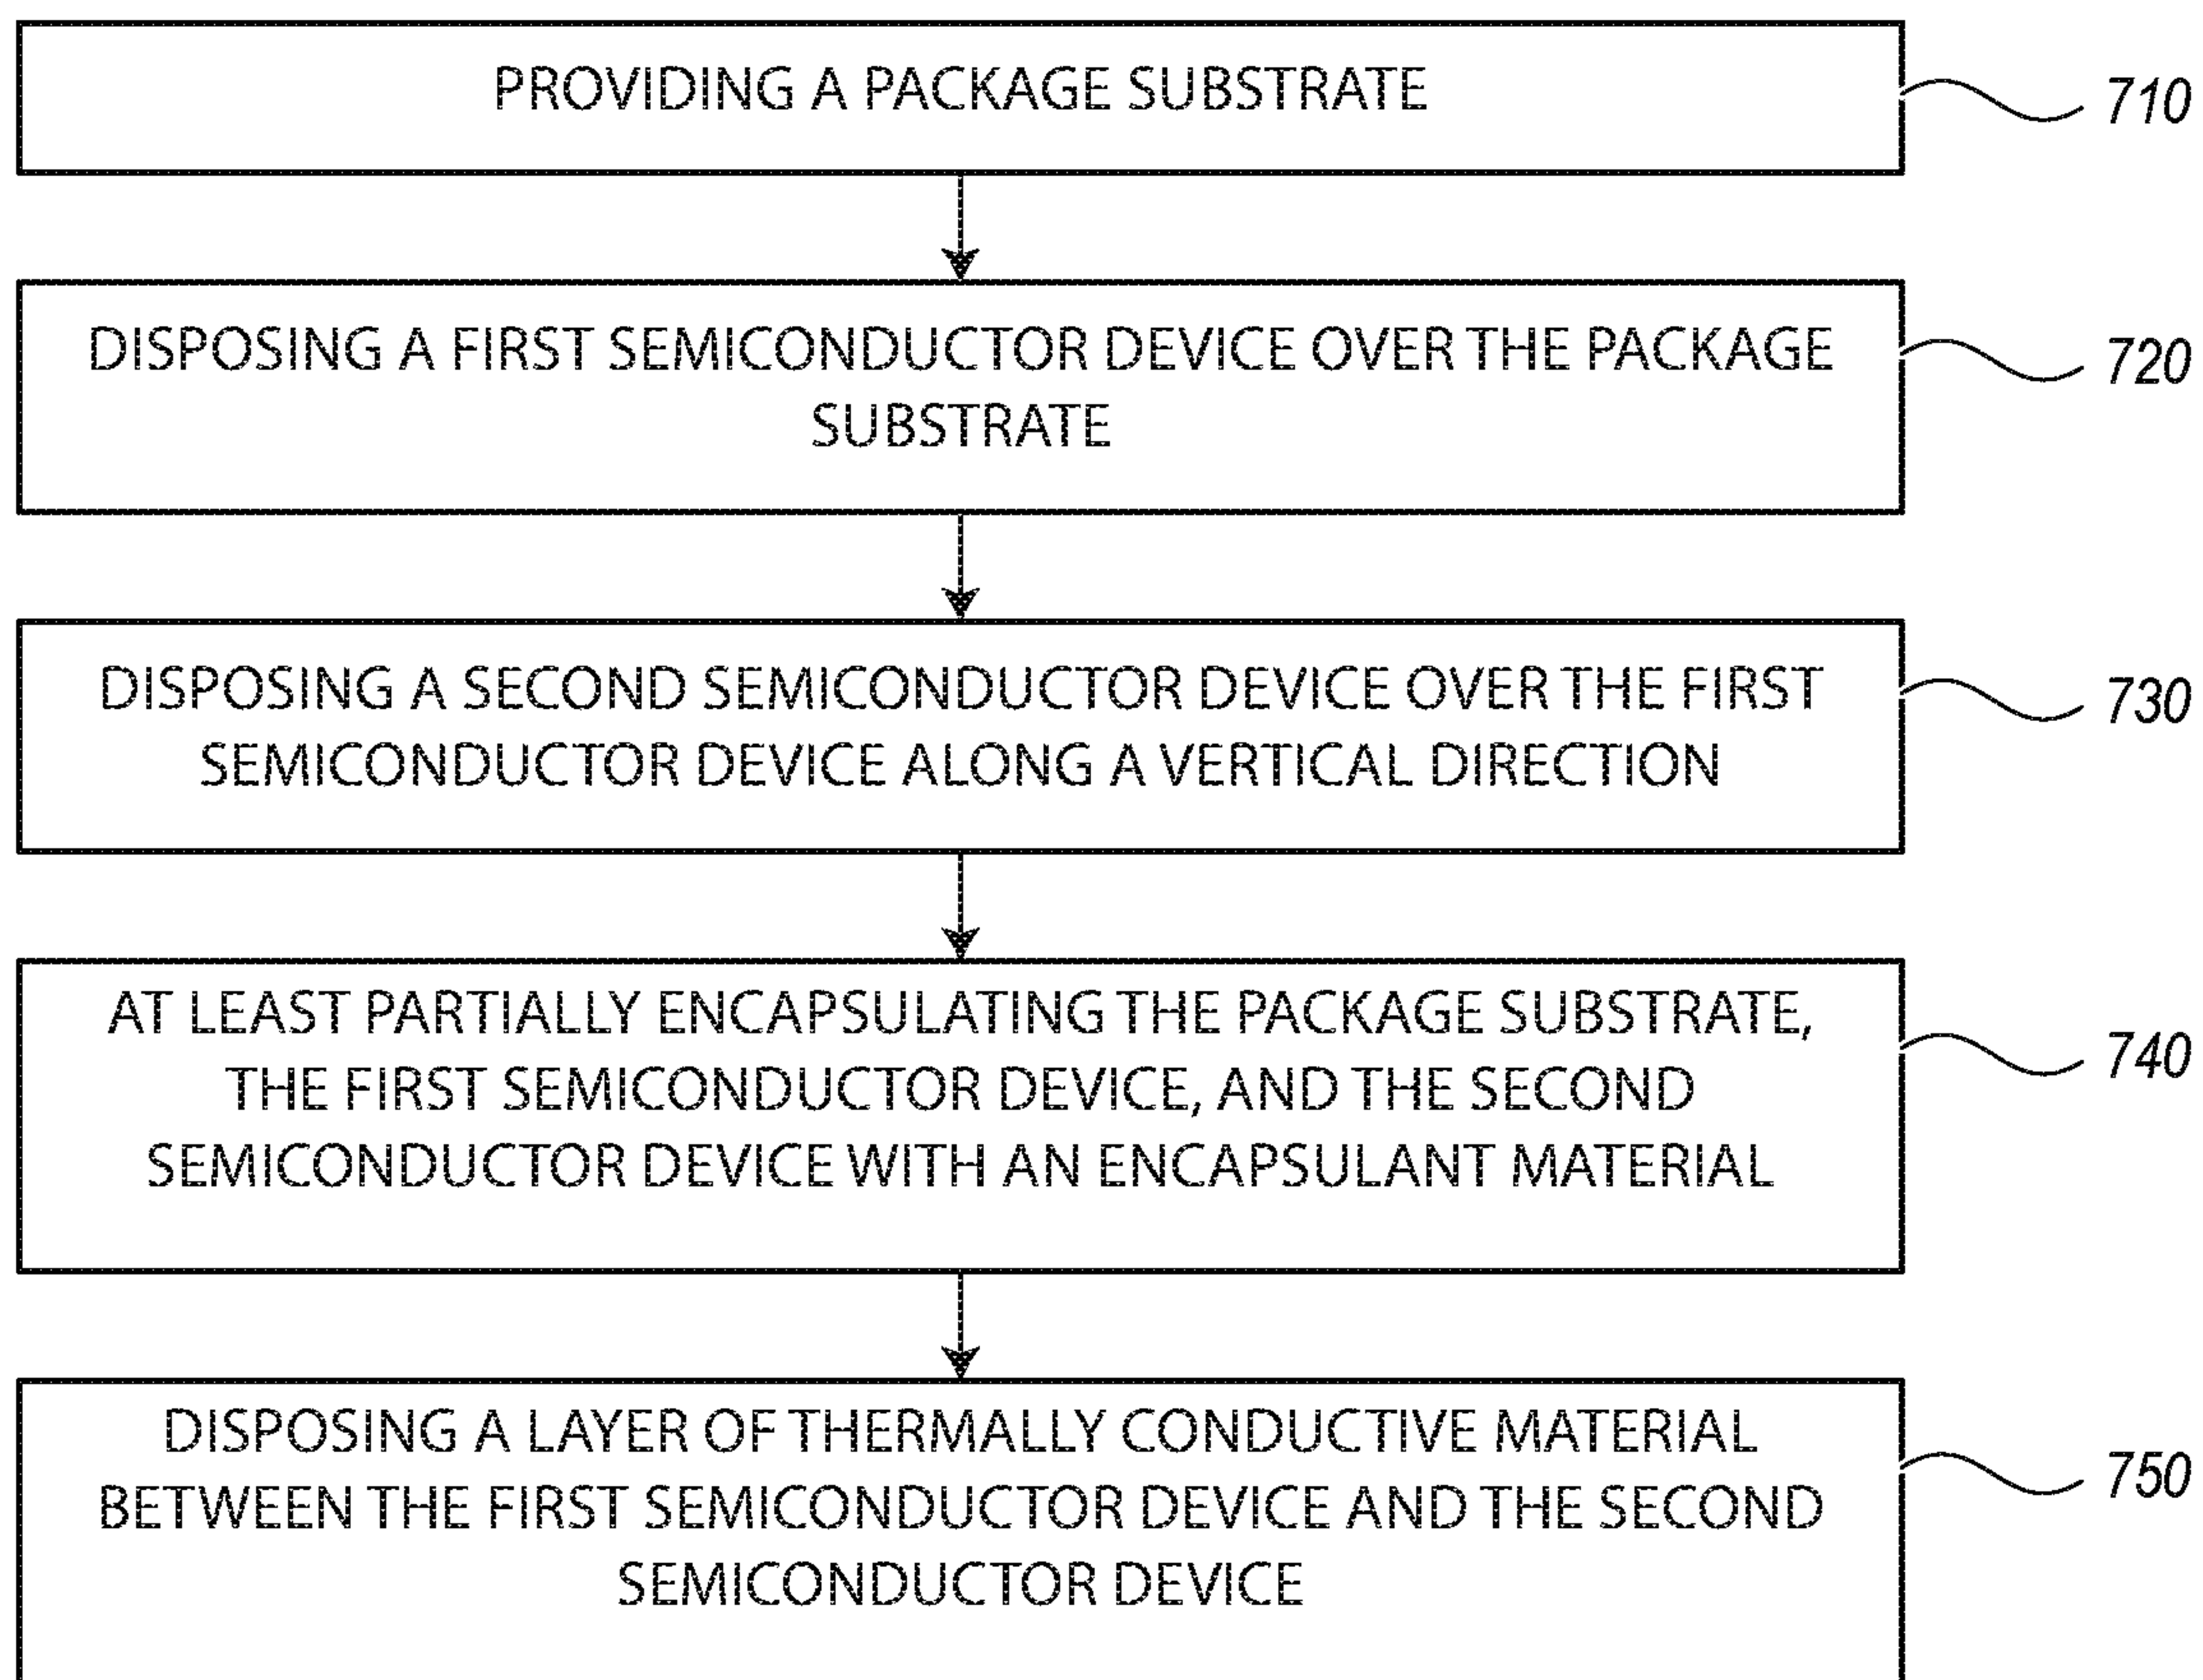 PROVIDING A PACKAGE SUBSTRATE
710
DISPOSING A FIRST SEMICONDUCTOR DEVICE OVER THE PACKAGE
SUBSTRATE
720
DISPOSING A SECOND SEMICONDUCTOR DEVICE OVER THE FIRST
SEMICONDUCTOR DEVICE ALONG A VERTICAL DIRECTION
730
AT LEAST PARTIALLY ENCAPSULATING THE PACKAGE SUBSTRATE,
THE FIRST SEMICONDUCTOR DEVICE, AND THE SECOND
SEMICONDUCTOR DEVICE WITH AN ENCAPSULANT MATERIAL
740
DISPOSING A LAYER OF THERMALLY CONDUCTIVE MATERIAL
BETWEEN THE FIRST SEMICONDUCTOR DEVICE AND THE SECOND
SEMICONDUCTOR DEVICE
750